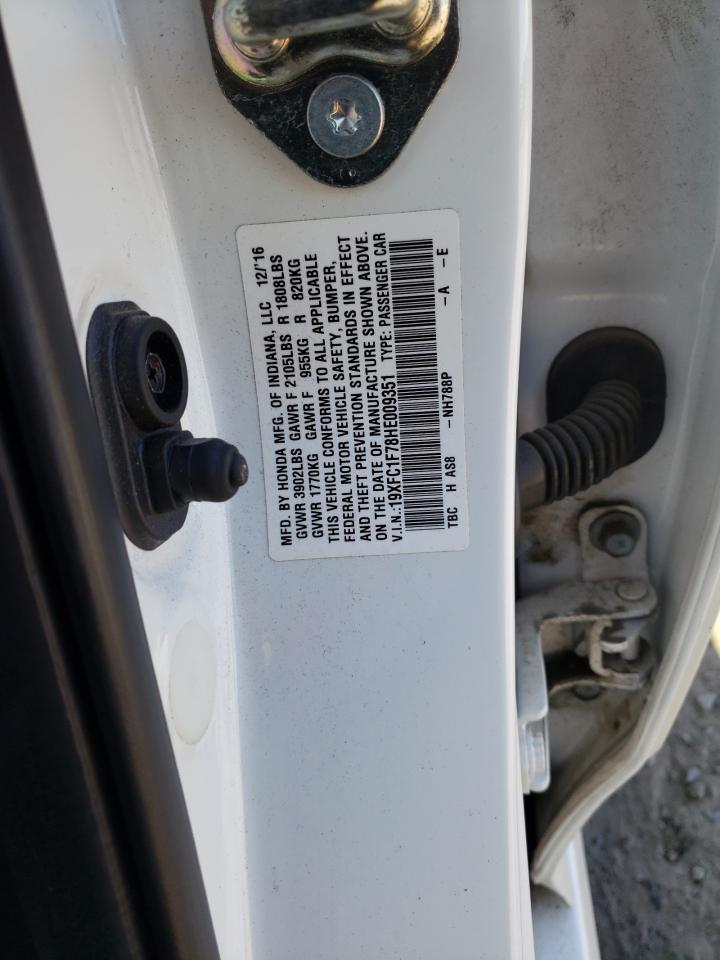 MFD. BY HONDA MFG. OF INDIANA, LLC 12/'16
GVWR 3902LBS GAWR F 2105LBS R 1808LBS
GVWR 1770KG GAWR F 955KG R 820KG
THIS VEHICLE CONFORMS TO ALL APPLICABLE
FEDERAL MOTOR VEHICLE SAFETY, BUMPER,
AND THEFT PREVENTION STANDARDS IN EFFECT
ON THE DATE OF MANUFACTURE SHOWN ABOVE.
V.I.N.:19XFC1F78HE009351 TYPE: PASSENGER CAR
TBC H AS8 -NH788P -A -E